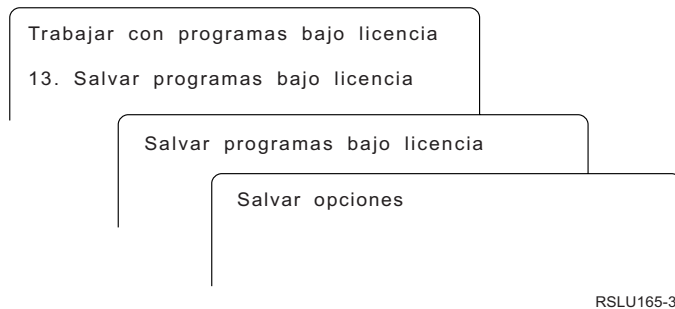 Trabajar con programas bajo licencia
13. Salvar programas bajo licencia
Salvar programas bajo licencia
Salvar opciones
RSLU165-3